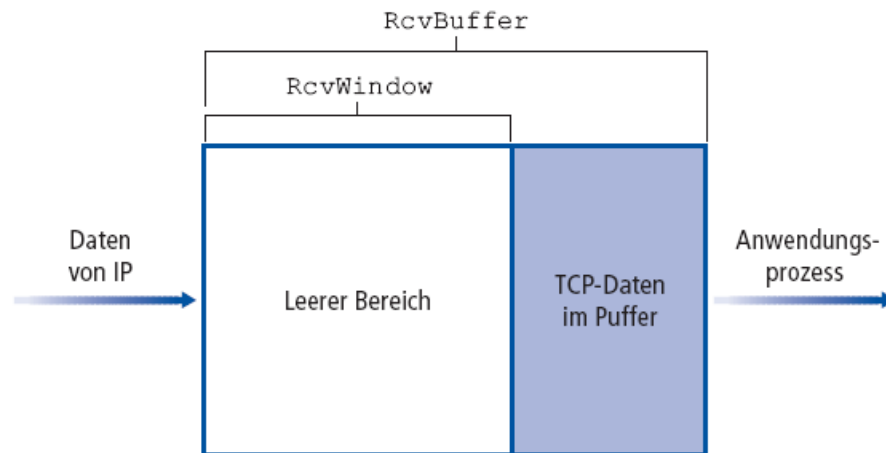 RcvBuffer
RcvWindow
Daten
von IP
Leerer Bereich
TCP-Daten
im Puffer
Anwendungs-
prozess